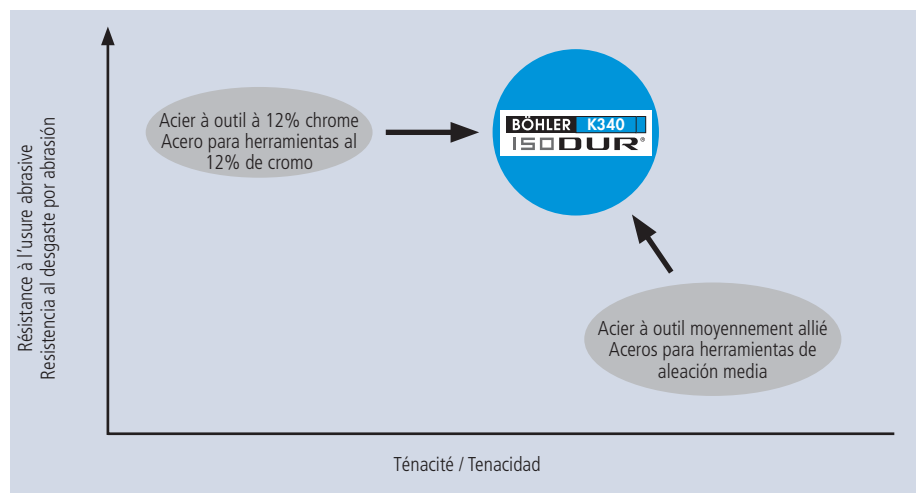 Résistance à l'usure abrasive
Resistencia al desgaste por abrasión
Acier à outil à 12% chrome
Acero para herramientas al
12% de cromo
BÖHLER K340
ISODUR®
Acier à outil moyennement allié
Aceros para herramientas de
aleación media
Ténacité / Tenacidad